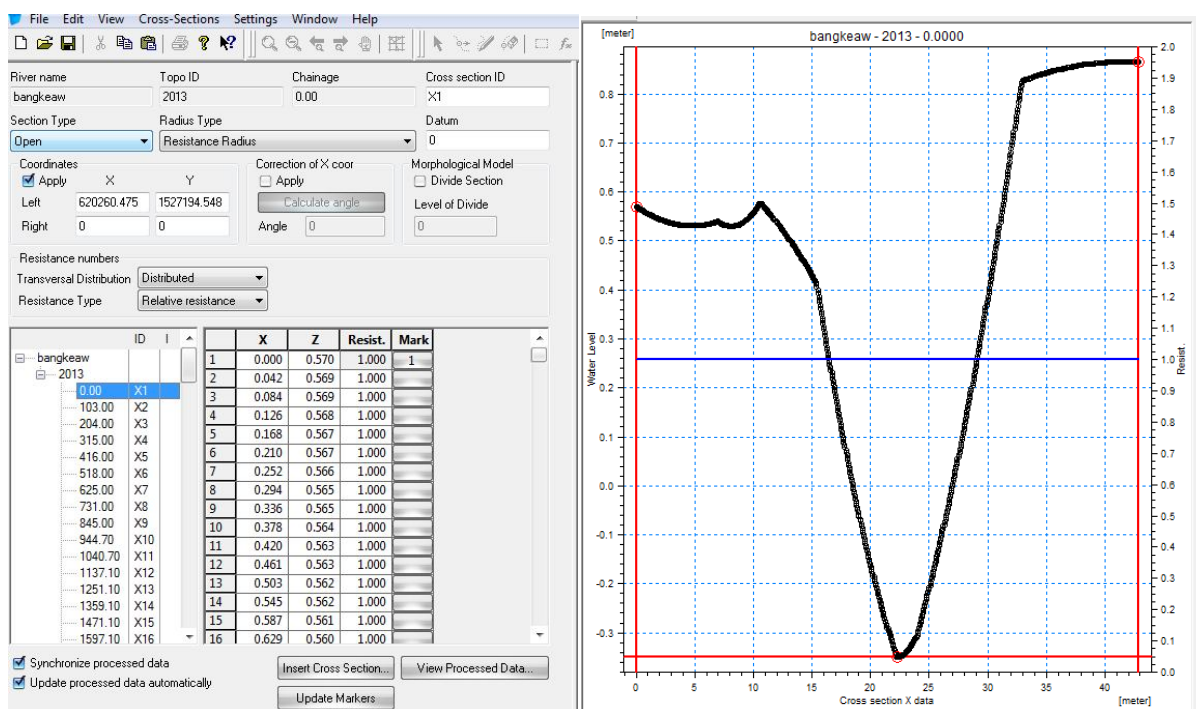 File Edit View Cross-Sections Settings Window Help
River name Topo ID Chainage Cross section ID
bangkeaw 2013 0.00 X1
Section Type Radius Type Datum
Open Resistance Radius 0
Coordinates Correction of X coor Morphological Model
Apply X Y Apply Divide Section
Left 620260.475 1527194.548 Calculate angle Level of Divide
Right 0 0 Angle 0 0
Resistance numbers
Transversal Distribution Distributed
Resistance Type Relative resistance
ID I
bangkeaw
2013
0.00 X1
103.00 X2
204.00 X3
315.00 X4
416.00 X5
518.00 X6
625.00 X7
731.00 X8
845.00 X9
944.70 X10
1040.70 X11
1137.10 X12
1251.10 X13
1359.10 X14
1471.10 X15
1597.10 X16
X Z Resist. Mark
1 0.000 0.570 1.000 1
2 0.042 0.569 1.000
3 0.084 0.569 1.000
4 0.126 0.568 1.000
5 0.168 0.567 1.000
6 0.210 0.567 1.000
7 0.252 0.566 1.000
8 0.294 0.565 1.000
9 0.336 0.565 1.000
10 0.378 0.564 1.000
11 0.420 0.563 1.000
12 0.461 0.563 1.000
13 0.503 0.562 1.000
14 0.545 0.562 1.000
15 0.587 0.561 1.000
16 0.629 0.560 1.000
Synchronize processed data
Update processed data automatically
Insert Cross Section... View Processed Data...
Update Markers
[meter] bangkeaw - 2013 - 0.0000
0.8
0.7
0.6
0.5
0.4
0.3
0.2
0.1
0.0
-0.1
-0.2
-0.3
Water Level
2.0
1.9
1.8
1.7
1.6
1.5
1.4
1.3
1.2
1.1
1.0
0.9
0.8
0.7
0.6
0.5
0.4
0.3
0.2
0.1
0.0
Resist.
0 5 10 15 20 25 30 35 40
Cross section X data [meter]